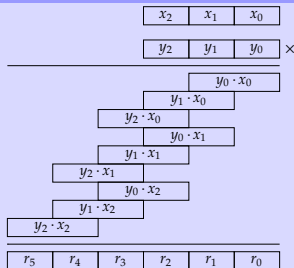 x₂ x₁ x₀
y₂ y₁ y₀ ×
y₀ · x₀
y₁ · x₀
y₂ · x₀
y₀ · x₁
y₁ · x₁
y₂ · x₁
y₀ · x₂
y₁ · x₂
y₂ · x₂
r₅ r₄ r₃ r₂ r₁ r₀